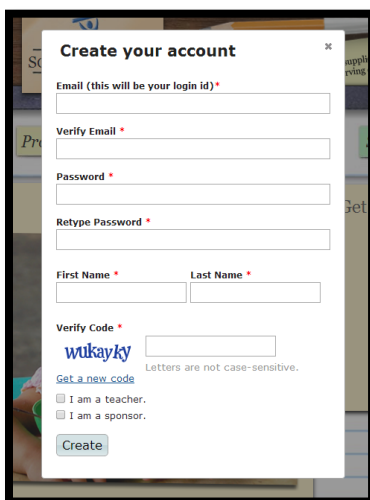 Create your account ×
Email (this will be your login id)*
Verify Email *
Password *
Retype Password *
First Name * Last Name *
Verify Code *
wukayky
Letters are not case-sensitive.
Get a new code
I am a teacher.
I am a sponsor.
Create